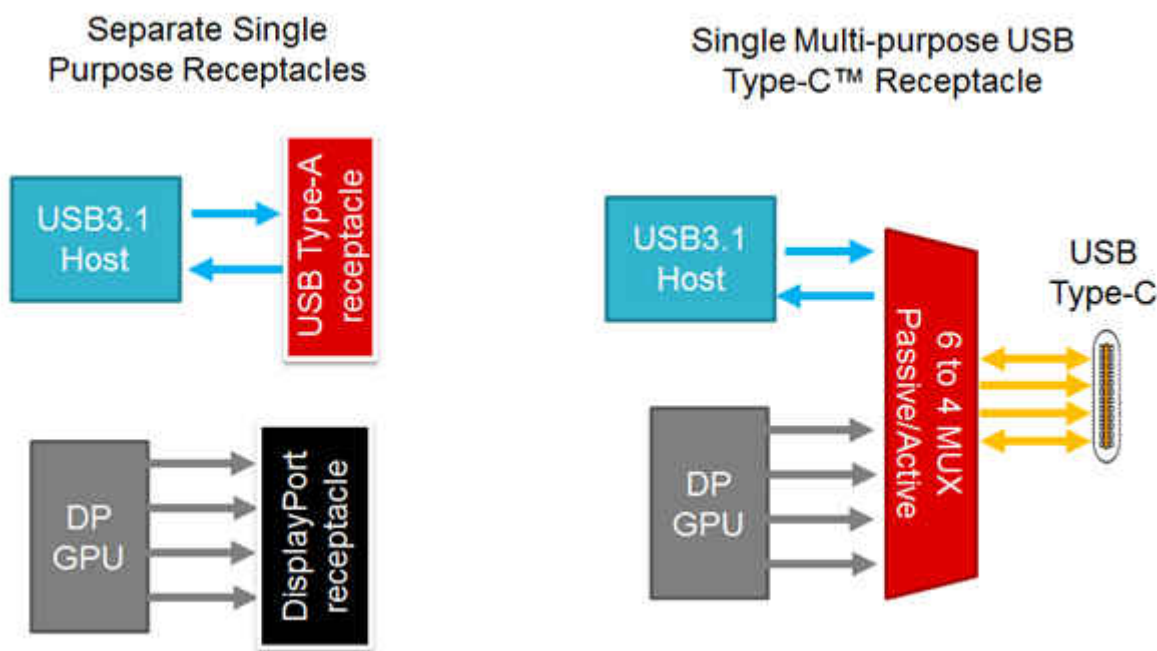 Separate Single
Purpose Receptacles
USB3.1
Host
USB Type-A
receptacle
DP
GPU
DisplayPort
receptacle
Single Multi-purpose USB
Type-C™ Receptacle
USB3.1
Host
DP
GPU
6 to 4 MUX
Passive/Active
USB
Type-C